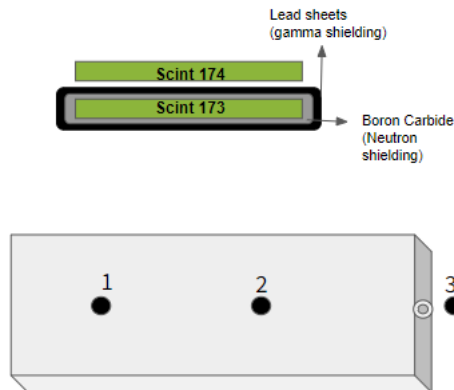 Lead sheets
(gamma shielding)
Scint 174
Scint 173
Boron Carbide
(Neutron
shielding)
1
2
3